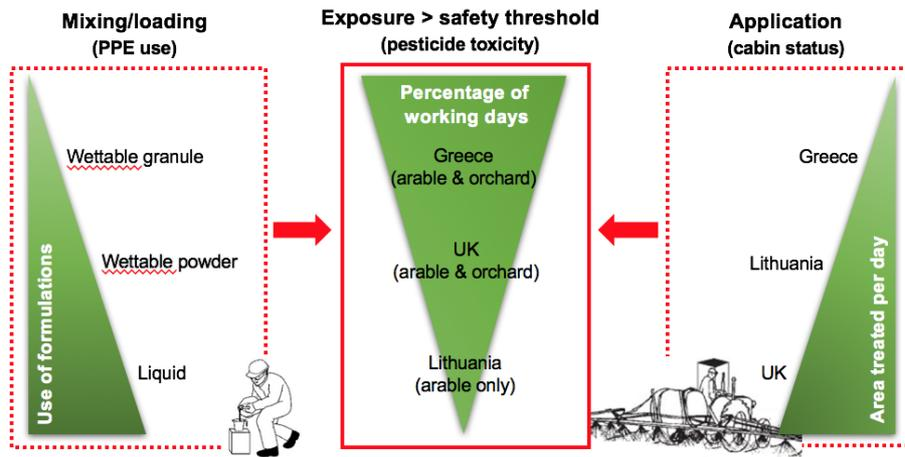 Mixing/loading
(PPE use)
Use of formulations
Wettable granule
Wettable powder
Liquid
Exposure > safety threshold
(pesticide toxicity)
Percentage of
working days
Greece
(arable & orchard)
UK
(arable & orchard)
Lithuania
(arable only)
Application
(cabin status)
Greece
Lithuania
UK
Area treated per day